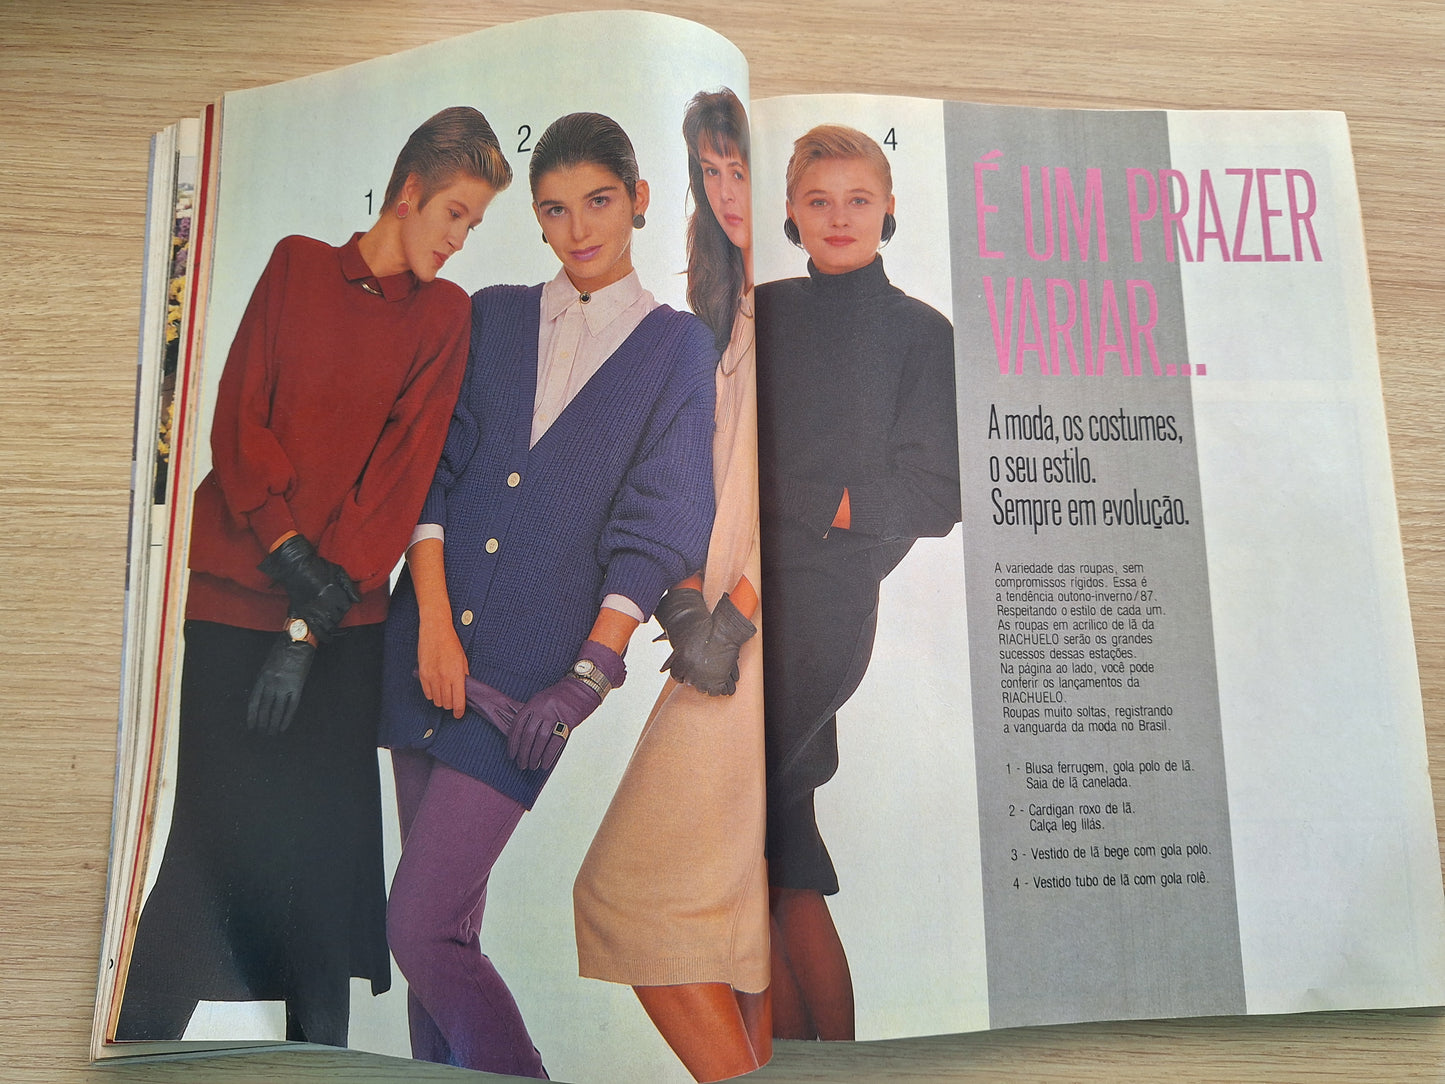 1
2
4
É UM PRAZER
VARIAR...
A moda, os costumes,
o seu estilo.
Sempre em evolução.
A variedade das roupas, sem
compromissos rígidos. Essa é
a tendência outono-inverno/87.
Respeitando o estilo de cada um.
As roupas em acrílico de lã da
RIACHUELO serão os grandes
sucessos dessas estações.
Na página ao lado, você pode
conferir os lançamentos da
RIACHUELO.
Roupas muito soltas, registrando
a vanguarda da moda no Brasil.
1 - Blusa ferrugem, gola polo de lã.
Saia de lã canelada.
2 - Cardigan roxo de lã.
Calça leg lilás.
3 - Vestido de lã bege com gola polo.
4 - Vestido tubo de lã com gola rolê.